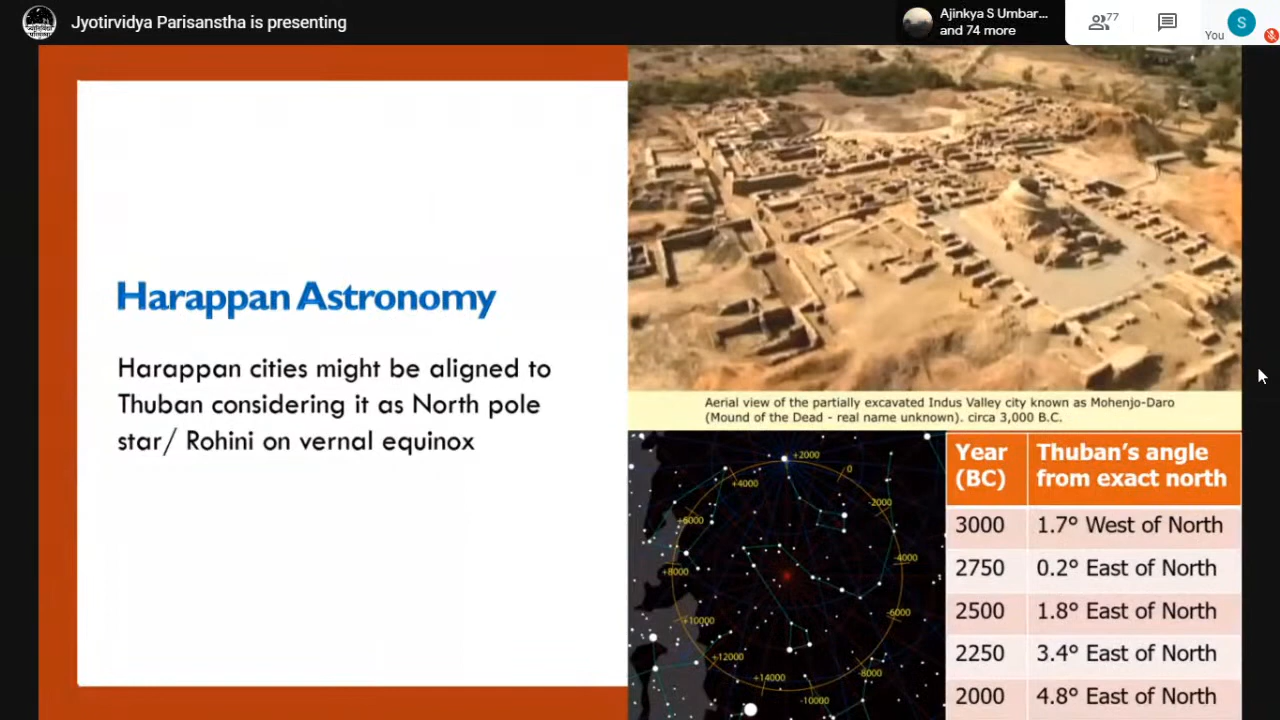 Jyotirvidya Parisanstha is presenting
Ajinkya S Umbar...
and 74 more
77
You
S
Harappan Astronomy
Harappan cities might be aligned to
Thuban considering it as North pole
star/ Rohini on vernal equinox
Aerial view of the partially excavated Indus Valley city known as Mohenjo-Daro
(Mound of the Dead - real name unknown). circa 3,000 B.C.
+2000
0
+4000
-2000
+6000
-4000
+8000
-6000
+10000
+12000
-8000
+14000
-10000
Year Thuban's angle
(BC) from exact north
3000 1.7° West of North
2750 0.2° East of North
2500 1.8° East of North
2250 3.4° East of North
2000 4.8° East of North